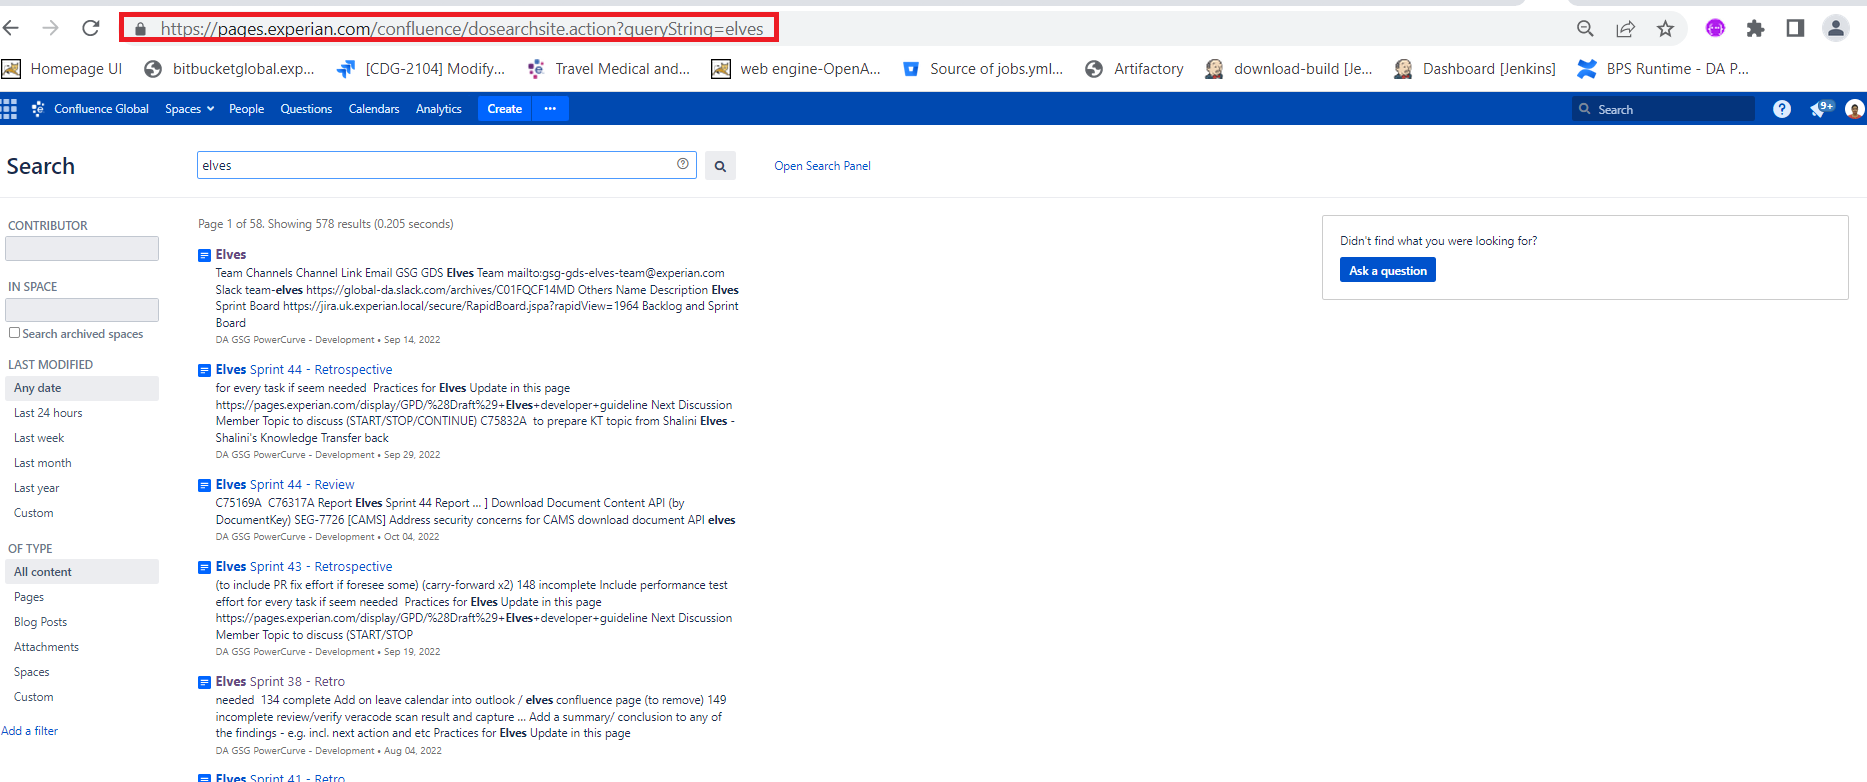 https://pages.experian.com/confluence/dosearchsite.action?queryString=elves
Homepage UI
bitbucketglobal.exp...
[CDG-2104] Modify,...
Travel Medical and...
web engine-OpenA...
Source of jobs.yml...
Artifactory
download-build [Je...
Dashboard [Jenkins]
BPS Runtime - DA P...
Confluence Global Spaces People Questions Calendars Analytics Create ··· Search ? 9+
Search
elves
Open Search Panel
CONTRIBUTOR
IN SPACE
Search archived spaces
LAST MODIFIED
Any date
Last 24 hours
Last week
Last month
Last year
Custom
OF TYPE
All content
Pages
Blog Posts
Attachments
Spaces
Custom
Add a filter
Page 1 of 58. Showing 578 results (0.205 seconds)
Elves
Team Channels Channel Link Email GSG GDS Elves Team mailto:gsg-gds-elves-team@experian.com
Slack team-elves https://global-da.slack.com/archives/C01FQCF14MD Others Name Description Elves
Sprint Board https://jira.uk.experian.local/secure/RapidBoard.jspa?rapidView=1964 Backlog and Sprint
Board
DA GSG PowerCurve - Development • Sep 14, 2022
Elves Sprint 44 - Retrospective
for every task if seem needed  Practices for Elves Update in this page
https://pages.experian.com/display/GPD/%28Draft%29+Elves+developer+guideline Next Discussion
Member Topic to discuss (START/STOP/CONTINUE) C75832A  to prepare KT topic from Shalini Elves -
Shalini's Knowledge Transfer back
DA GSG PowerCurve - Development • Sep 29, 2022
Elves Sprint 44 - Review
C75169A  C76317A Report Elves Sprint 44 Report ... ] Download Document Content API (by
DocumentKey) SEG-7726 [CAMS] Address security concerns for CAMS download document API elves
DA GSG PowerCurve - Development • Oct 04, 2022
Elves Sprint 43 - Retrospective
(to include PR fix effort if foresee some) (carry-forward x2) 148 incomplete Include performance test
effort for every task if seem needed  Practices for Elves Update in this page
https://pages.experian.com/display/GPD/%28Draft%29+Elves+developer+guideline Next Discussion
Member Topic to discuss (START/STOP
DA GSG PowerCurve - Development • Sep 19, 2022
Elves Sprint 38 - Retro
needed  134 complete Add on leave calendar into outlook / elves confluence page (to remove) 149
incomplete review/verify veracode scan result and capture ... Add a summary/ conclusion to any of
the findings - e.g. incl. next action and etc Practices for Elves Update in this page
DA GSG PowerCurve - Development • Aug 04, 2022
Elves Sprint 41 - Retro
Didn't find what you were looking for?
Ask a question